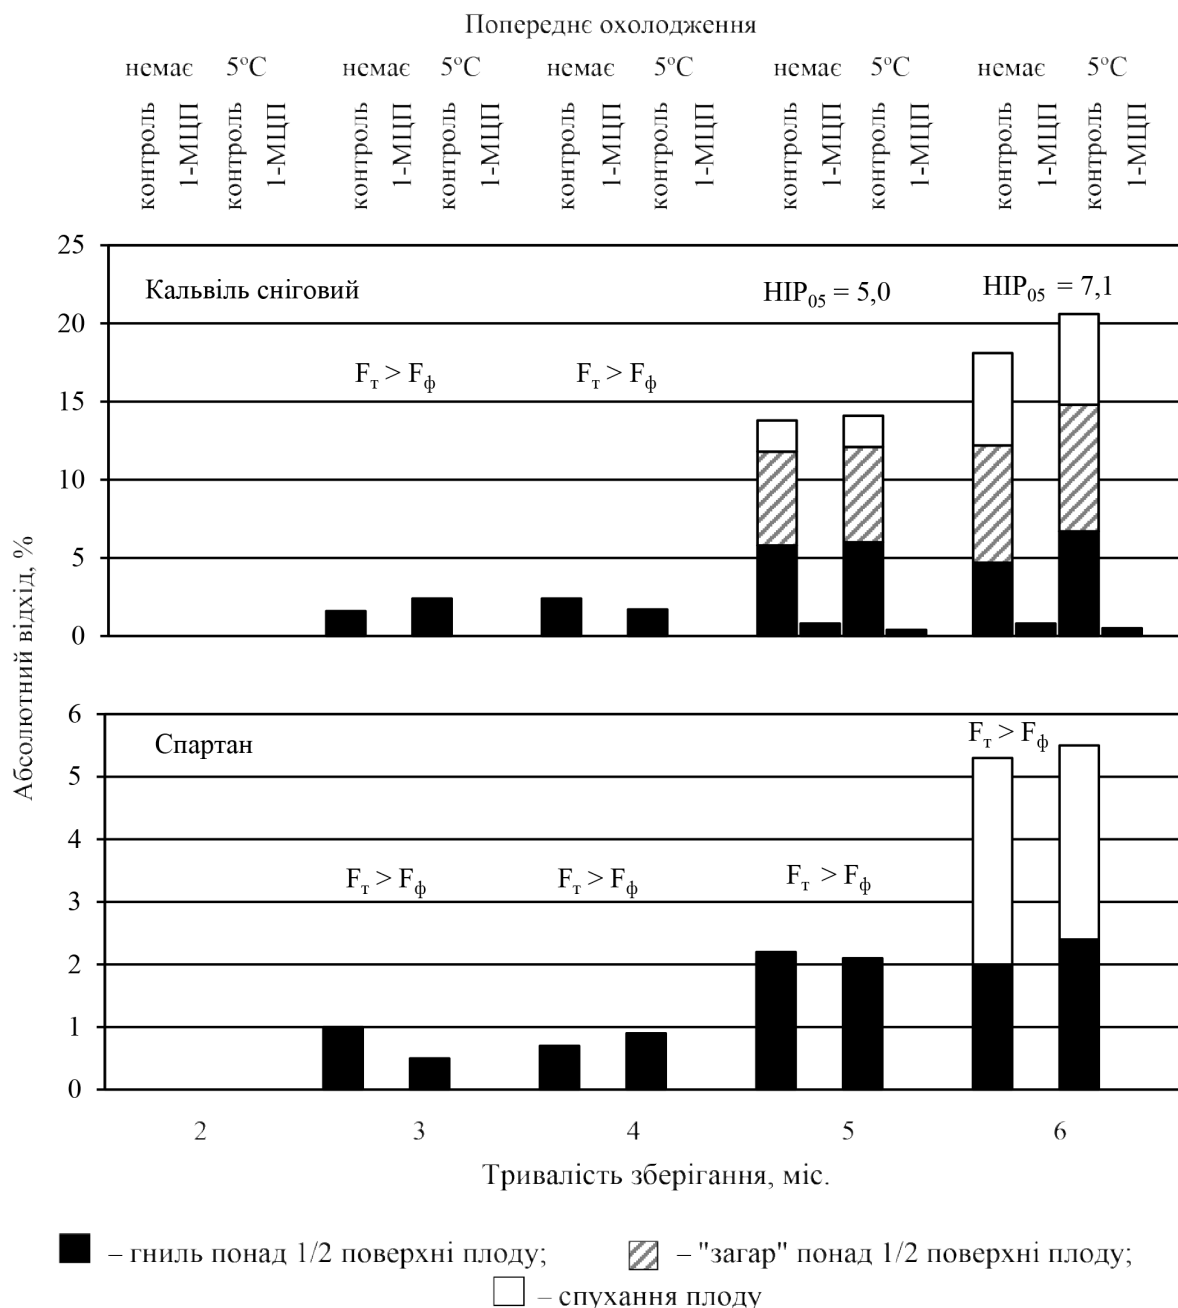 Попереднє охолодження
немає 5ºС немає 5ºС немає 5ºС немає 5ºС немає 5ºС
контроль 1-МЦП контроль 1-МЦП контроль 1-МЦП контроль 1-МЦП контроль 1-МЦП контроль 1-МЦП контроль 1-МЦП контроль 1-МЦП контроль 1-МЦП контроль 1-МЦП
Абсолютний відхід, %
25
Кальвіль сніговий
НІР05 = 5,0
НІР05 = 7,1
20
Fт > Fф
Fт > Fф
15
10
5
0
6
Спартан
Fт > Fф
5
4
Fт > Fф
Fт > Fф
Fт > Fф
3
2
1
0
2 3 4 5 6
Тривалість зберігання, міс.
– гниль понад 1/2 поверхні плоду;
– "загар" понад 1/2 поверхні плоду;
– спухання плоду